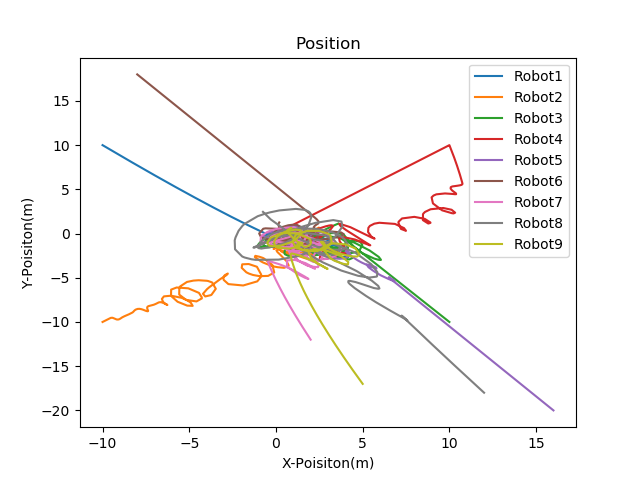 Position
Robot1
Robot2
Robot3
Robot4
Robot5
Robot6
Robot7
Robot8
Robot9
15
10
5
0
−5
−10
−15
−20
Y-Poisiton(m)
−10
−5
0
5
10
15
X-Poisiton(m)